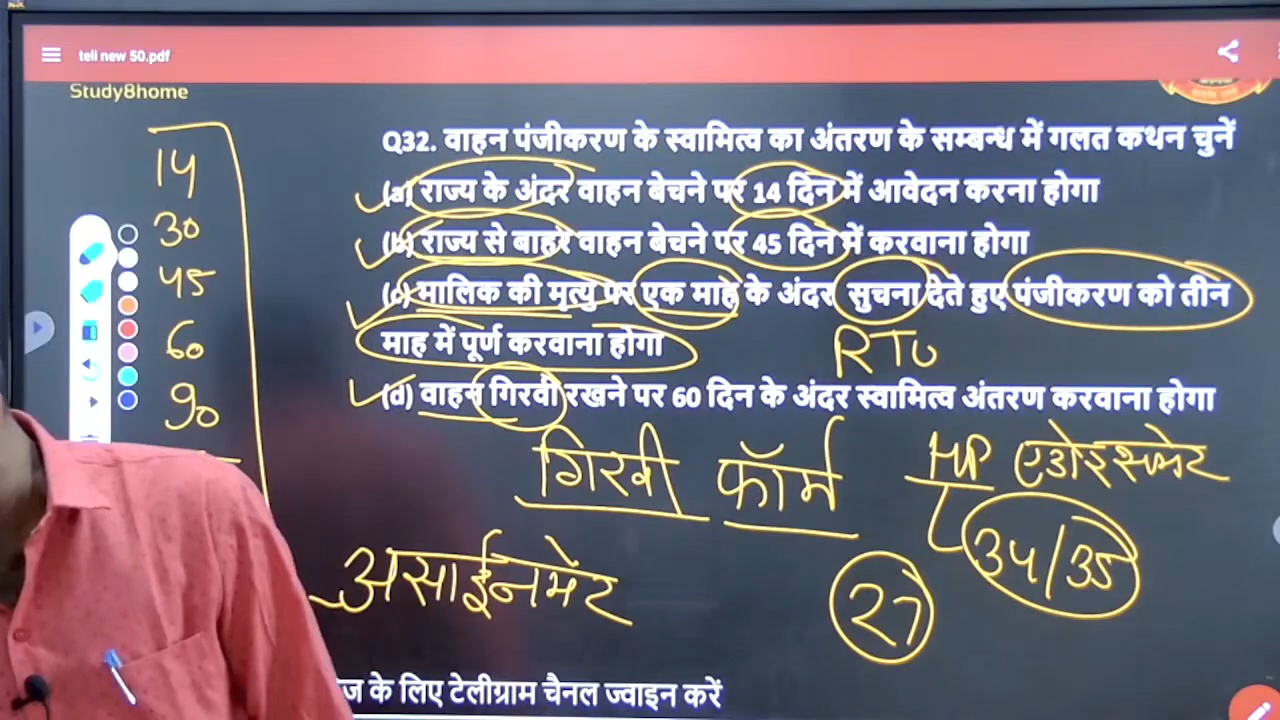 teli new 50.pdf
Study8home
Q32. वाहन पंजीकरण के स्वामित्व का अंतरण के सम्बन्ध में गलत कथन चुनें
(a) राज्य के अंदर वाहन बेचने पर 14 दिन में आवेदन करना होगा
(b) राज्य से बाहर वाहन बेचने पर 45 दिन में करवाना होगा
(c) मालिक की मृत्यु पर एक माह के अंदर सुचना देते हुए पंजीकरण को तीन
माह में पूर्ण करवाना होगा
(d) वाहन गिरवी रखने पर 60 दिन के अंदर स्वामित्व अंतरण करवाना होगा
14
30
45
60
90
RTO
गिरवी फॉर्म HP
34/35
असाईनमेंट
27
के लिए टेलीग्राम चैनल ज्वाइन करें